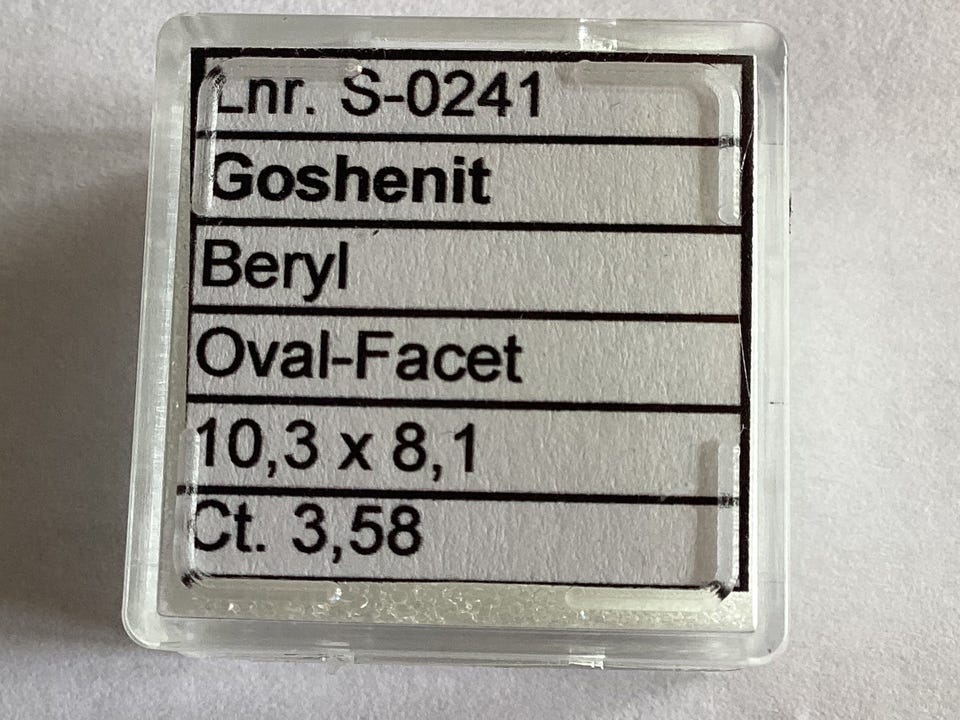 Lnr. S-0241
Goshenit
Beryl
Oval-Facet
10,3 x 8,1
Ct. 3,58